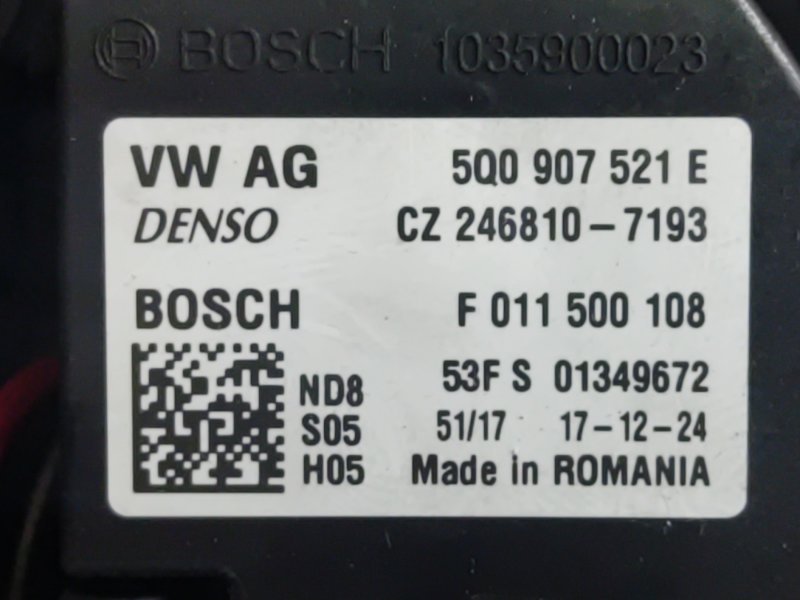 BOSCH 1035900023
VW AG 5Q0 907 521 E
DENSO CZ 246810-7193
BOSCH F 011 500 108
53F S 01349672
ND8
S05 51/17 17-12-24
H05 Made in ROMANIA